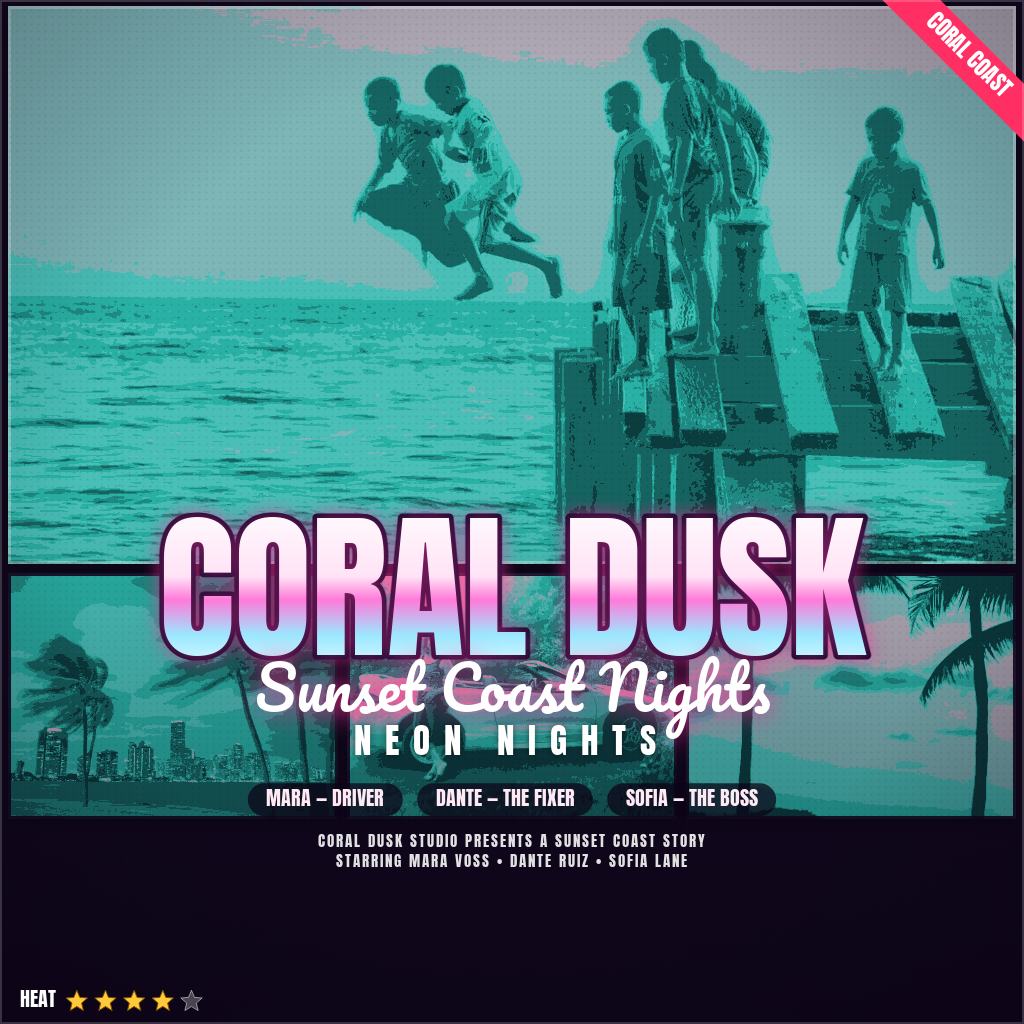 CORAL COAST
CORAL DUSK
Sunset Coast Nights
NEON NIGHTS
MARA – DRIVER DANTE – THE FIXER SOFIA – THE BOSS
CORAL DUSK STUDIO PRESENTS A SUNSET COAST STORY
STARRING MARA VOSS • DANTE RUIZ • SOFIA LANE
HEAT